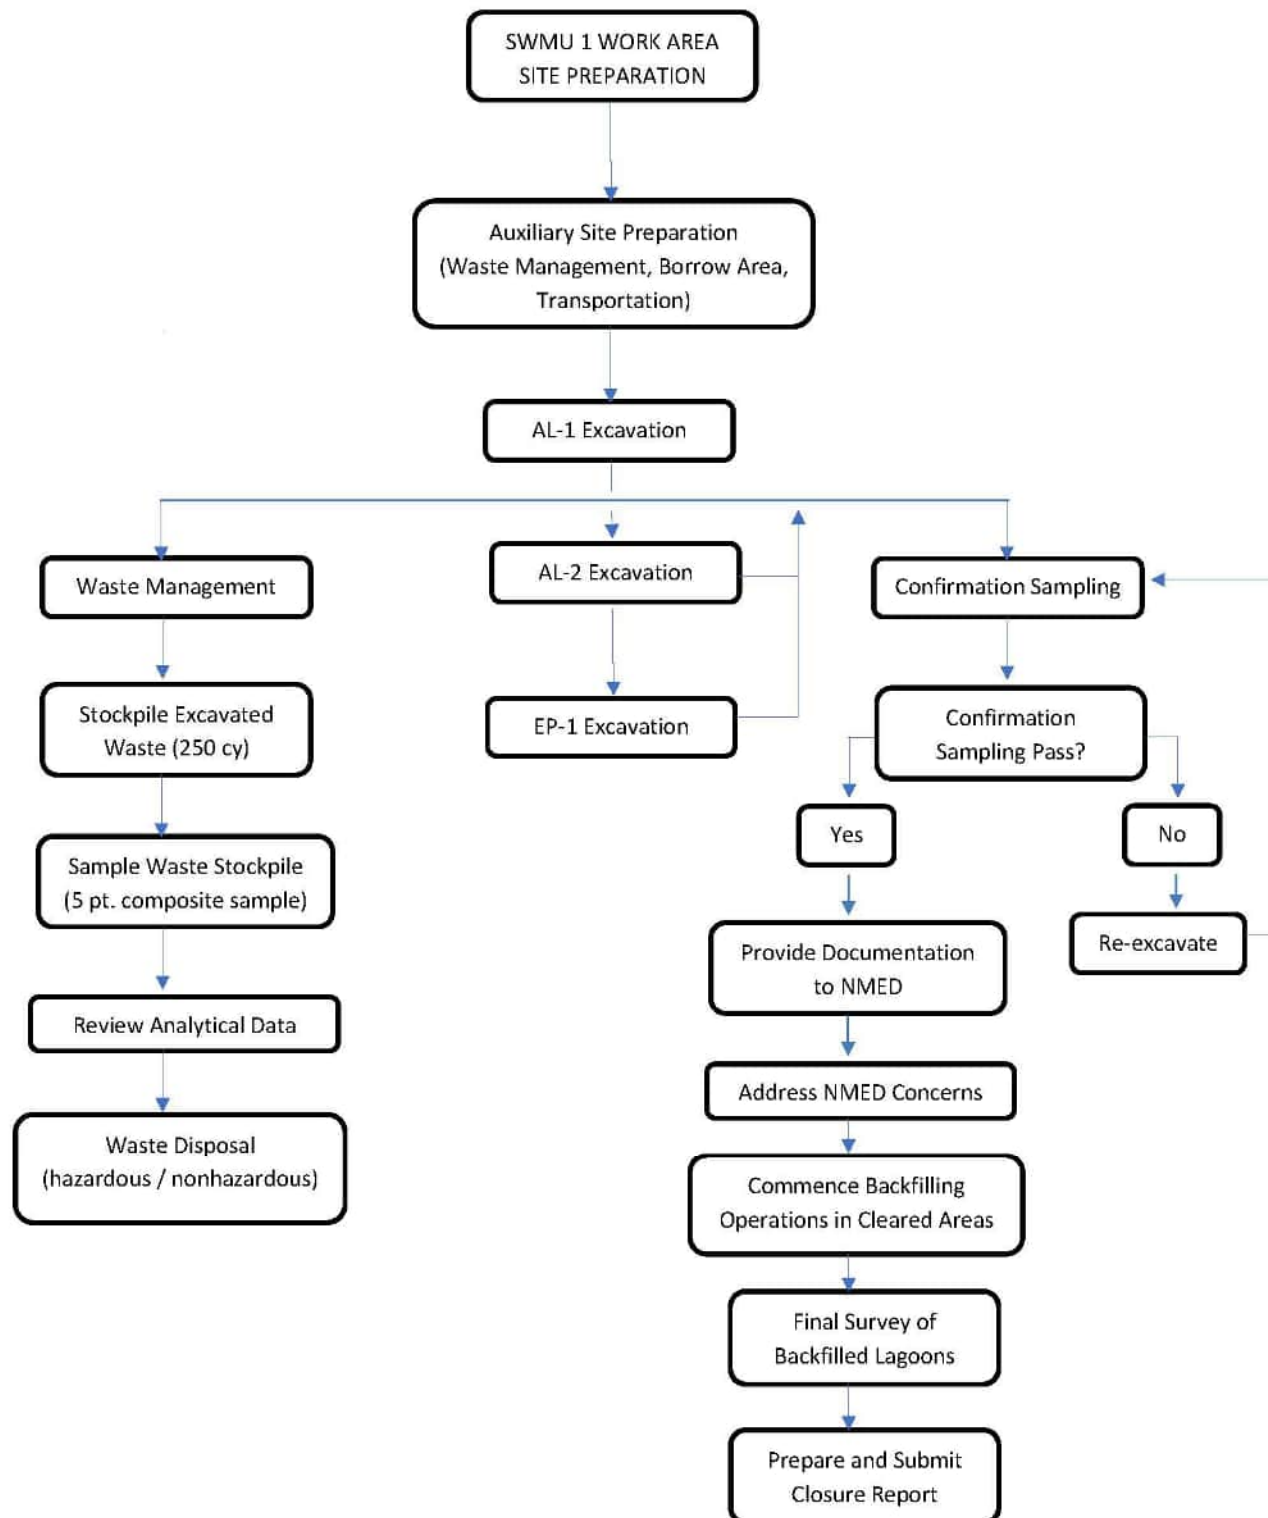 SWMU 1 WORK AREA
SITE PREPARATION
Auxiliary Site Preparation
(Waste Management, Borrow Area,
Transportation)
AL-1 Excavation
Waste Management
Stockpile Excavated
Waste (250 cy)
Sample Waste Stockpile
(5 pt. composite sample)
Review Analytical Data
Waste Disposal
(hazardous / nonhazardous)
AL-2 Excavation
EP-1 Excavation
Confirmation Sampling
Confirmation
Sampling Pass?
Yes
No
Re-excavate
Provide Documentation
to NMED
Address NMED Concerns
Commence Backfilling
Operations in Cleared Areas
Final Survey of
Backfilled Lagoons
Prepare and Submit
Closure Report